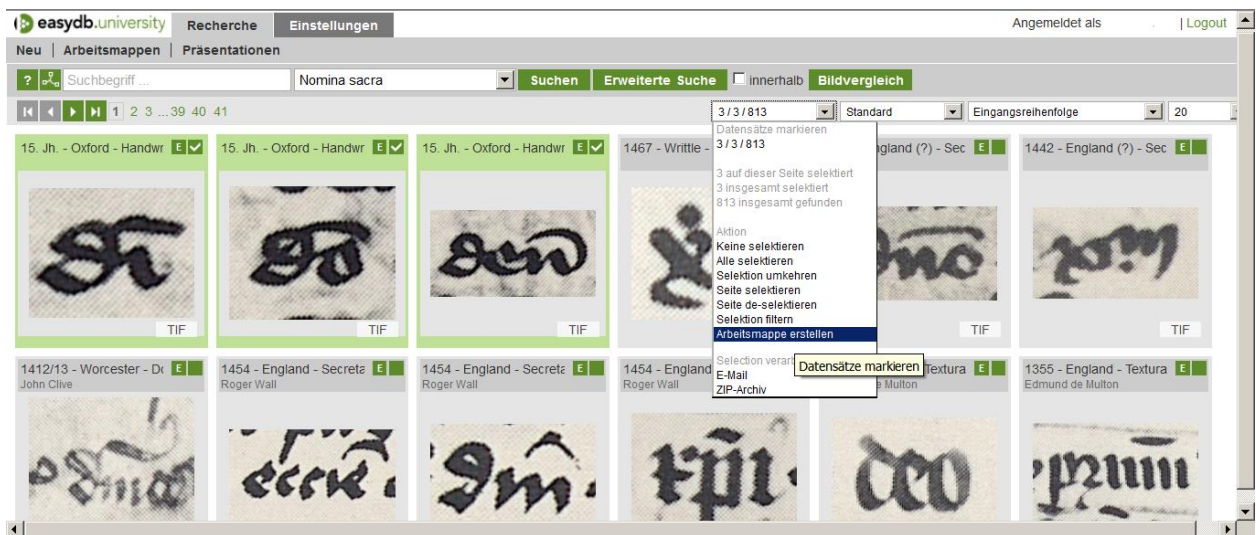 easydb.university Recherche Einstellungen Angemeldet als | Logout
Neu | Arbeitsmappen | Präsentationen
? Suchbegriff ... Nomina sacra Suchen Erweiterte Suche innerhalb Bildvergleich
1 2 3 ...39 40 41 3 / 3 / 813 Standard Eingangsreihenfolge 20
15. Jh. - Oxford - Handwr E
15. Jh. - Oxford - Handwr E
15. Jh. - Oxford - Handwr E
1467 - Writtle -
ngland (?) - Sec E
1442 - England (?) - Sec E
Datensätze markieren
3 / 3 / 813
3 auf dieser Seite selektiert
3 insgesamt selektiert
813 insgesamt gefunden
Aktion
Keine selektieren
Alle selektieren
Selektion umkehren
Seite selektieren
Seite de-selektieren
Selektion filtern
Arbeitsmappe erstellen
Selection verarb
Datensätze markieren
E-Mail
ZIP-Archiv
den
TIF
TIF
TIF
TIF
TIF
1412/13 - Worcester - Do E
John Clive
1454 - England - Secreta E
Roger Wall
1454 - England - Secreta E
Roger Wall
1454 - England
Roger Wall
Textura E
e Multon
1355 - England - Textura E
Edmund de Multon
deo